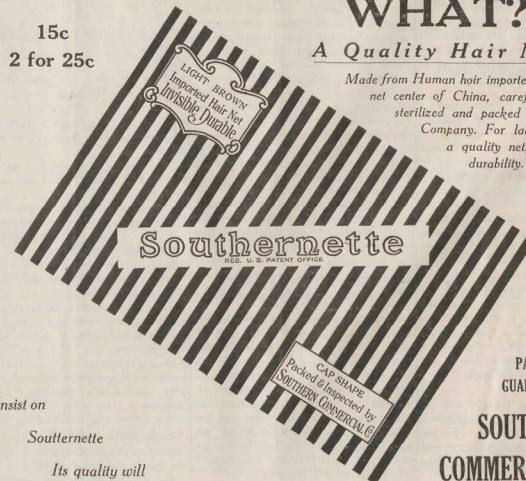 15c
2 for 25c
WHAT?
A Quality Hair
Made from Human hoir importe
net center of China, caref
sterilized and packed
Company. For la
a quality net
durability.
LIGHT BROWN
Imported Hair Net
Invisible Durable
Southernette
REG. U. S. PATENT OFFICE
CAP SHAPE
Packed & Inspected by
SOUTHERN COMMERCIAL Co
PA
GUA
nsist on
Soutternette
Its quality will
SOUT
COMMER